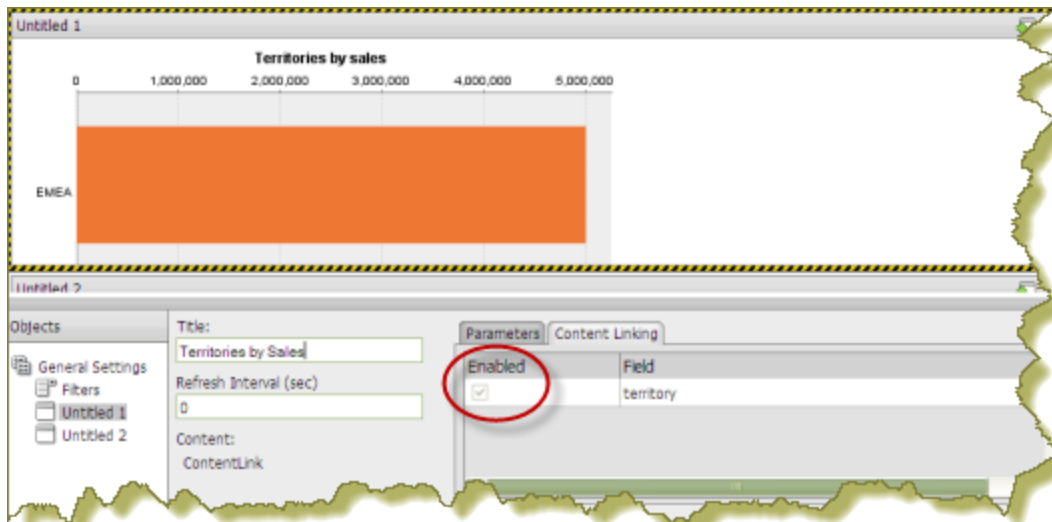 Untitled 1
Territories by sales
0 1,000,000 2,000,000 3,000,000 4,000,000 5,000,000
EMEA
Untitled 2
Objects
General Settings
Filters
Untitled 1
Untitled 2
Title:
Territories by Sales
Refresh Interval (sec)
0
Content:
ContentLink
Parameters Content Linking
Enabled Field
territory